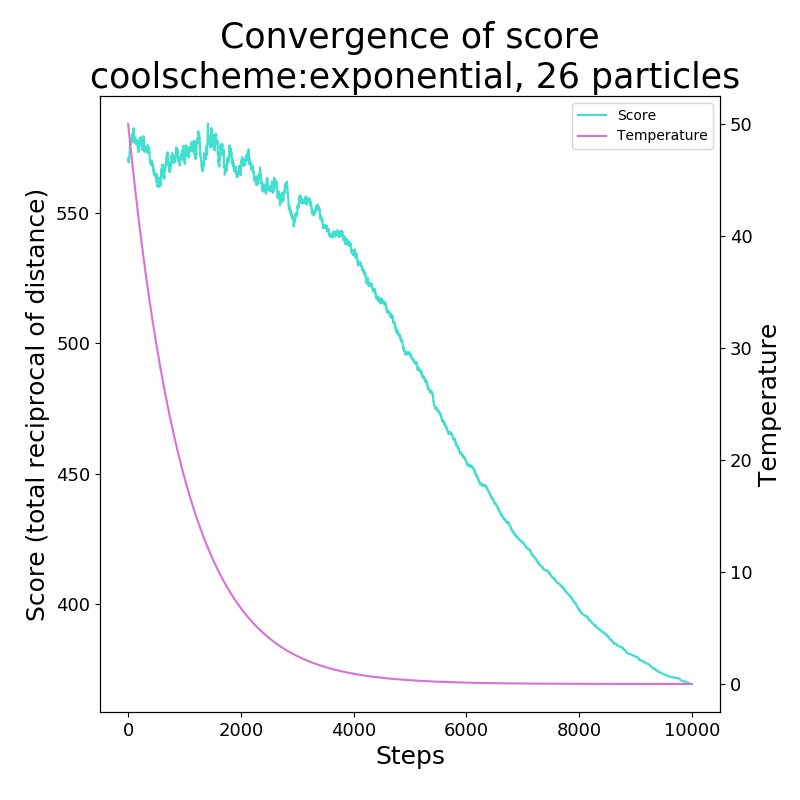 Convergence of score
coolscheme:exponential, 26 particles
Score
Temperature
Score (total reciprocal of distance)
550
500
450
400
50
40
30
20
10
0
Temperature
0 2000 4000 6000 8000 10000
Steps